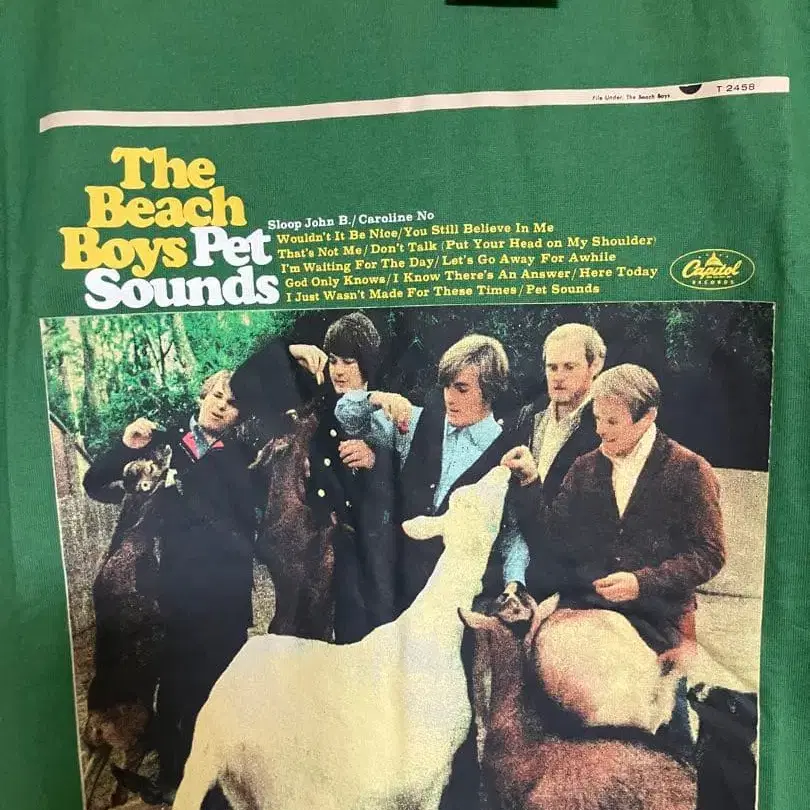 File Under: The Beach Boys T 2458
The
Beach
Boys Pet
Sounds
Sloop John B./Caroline No
Wouldn't It Be Nice/You Still Believe In Me
That's Not Me/Don't Talk (Put Your Head on My Shoulder)
I'm Waiting For The Day/Let's Go Away For Awhile
God Only Knows/I Know There's An Answer/Here Today
I Just Wasn't Made For These Times/Pet Sounds
Capitol
RECORDS